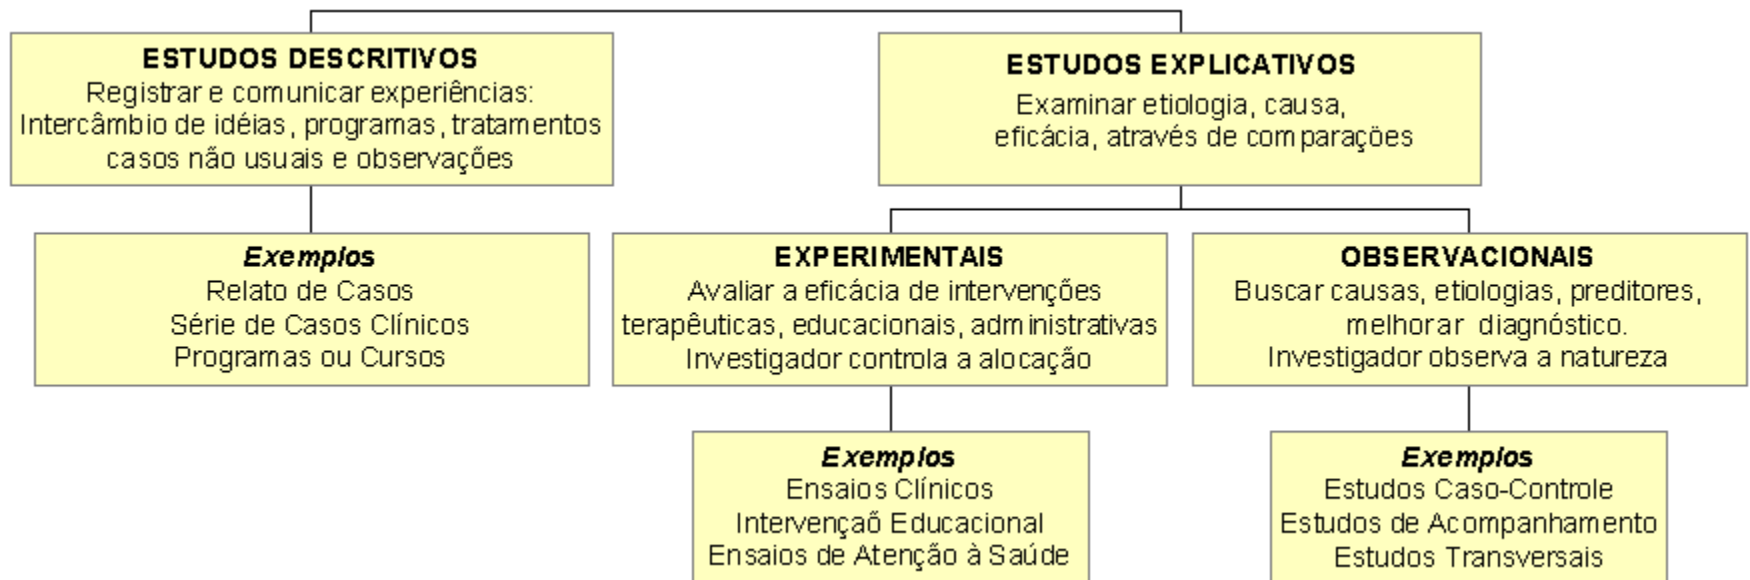 ESTUDOS DESCRITIVOS
Registrar e comunicar experiências:
Intercâmbio de idéias, programas, tratamentos
casos não usuais e observações
ESTUDOS EXPLICATIVOS
Examinar etiologia, causa,
eficácia, através de comparações
Exemplos
Relato de Casos
Série de Casos Clínicos
Programas ou Cursos
EXPERIMENTAIS
Avaliar a eficácia de intervenções
terapêuticas, educacionais, administrativas
Investigador controla a alocação
OBSERVACIONAIS
Buscar causas, etiologias, preditores,
melhorar diagnóstico.
Investigador observa a natureza
Exemplos
Ensaios Clínicos
Intervençaõ Educacional
Ensaios de Atenção à Saúde
Exemplos
Estudos Caso-Controle
Estudos de Acompanhamento
Estudos Transversais